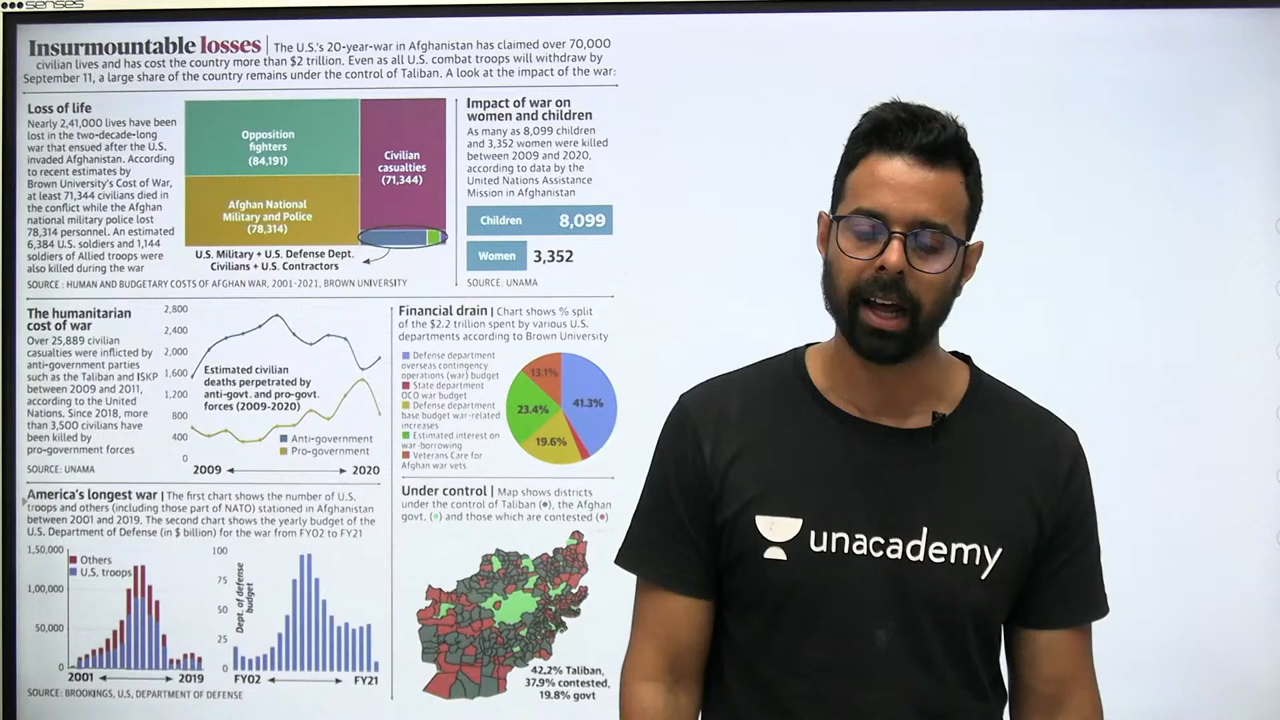 senses
Insurmountable losses | The U.S.'s 20-year-war in Afghanistan has claimed over 70,000
civilian lives and has cost the country more than $2 trillion. Even as all U.S. combat troops will withdraw by
September 11, a large share of the country remains under the control of Taliban. A look at the impact of the war:
Loss of life
Nearly 2,41,000 lives have been
lost in the two-decade-long
war that ensued after the U.S.
invaded Afghanistan. According
to recent estimates by
Brown University's Cost of War,
at least 71,344 civilians died in
the conflict while the Afghan
national military police lost
78,314 personnel. An estimated
6,384 U.S. soldiers and 1,144
soldiers of Allied troops were
also killed during the war
Opposition
fighters
(84,191)
Afghan National
Military and Police
(78,314)
Civilian
casualties
(71,344)
U.S. Military + U.S. Defense Dept.
Civilians + U.S. Contractors
SOURCE : HUMAN AND BUDGETARY COSTS OF AFGHAN WAR, 2001-2021, BROWN UNIVERSITY
Impact of war on
women and children
As many as 8,099 children
and 3,352 women were killed
between 2009 and 2020,
according to data by the
United Nations Assistance
Mission in Afghanistan
Children 8,099
Women 3,352
SOURCE: UNAMA
The humanitarian
cost of war
Over 25,889 civilian
casualties were inflicted by
anti-government parties
such as the Taliban and ISKP
between 2009 and 2011,
according to the United
Nations. Since 2018, more
than 3,500 civilians have
been killed by
pro-government forces
SOURCE: UNAMA
2,800
2,400
2,000
1,600
1,200
800
400
0
Estimated civilian
deaths perpetrated by
anti-govt. and pro-govt.
forces (2009-2020)
Anti-government
Pro-government
2009
2020
Financial drain | Chart shows % split
of the $2.2 trillion spent by various U.S.
departments according to Brown University
Defense department
overseas contingency
operations (war) budget
State department
OCO war budget
Defense department
base budget war-related
increases
Estimated interest on
war-borrowing
Veterans Care for
Afghan war vets
13.1%
41.3%
23.4%
19.6%
America's longest war | The first chart shows the number of U.S.
troops and others (including those part of NATO) stationed in Afghanistan
between 2001 and 2019. The second chart shows the yearly budget of the
U.S. Department of Defense (in $ billion) for the war from FY02 to FY21
1,50,000
1,00,000
50,000
0
Others
U.S. troops
2001
2019
100
75
50
25
0
Dept. of defense
budget
FY02
FY21
SOURCE: BROOKINGS, U.S, DEPARTMENT OF DEFENSE
Under control | Map shows districts
under the control of Taliban (●), the Afghan
govt. (●) and those which are contested (●)
42.2% Taliban,
37.9% contested,
19.8% govt
unacademy